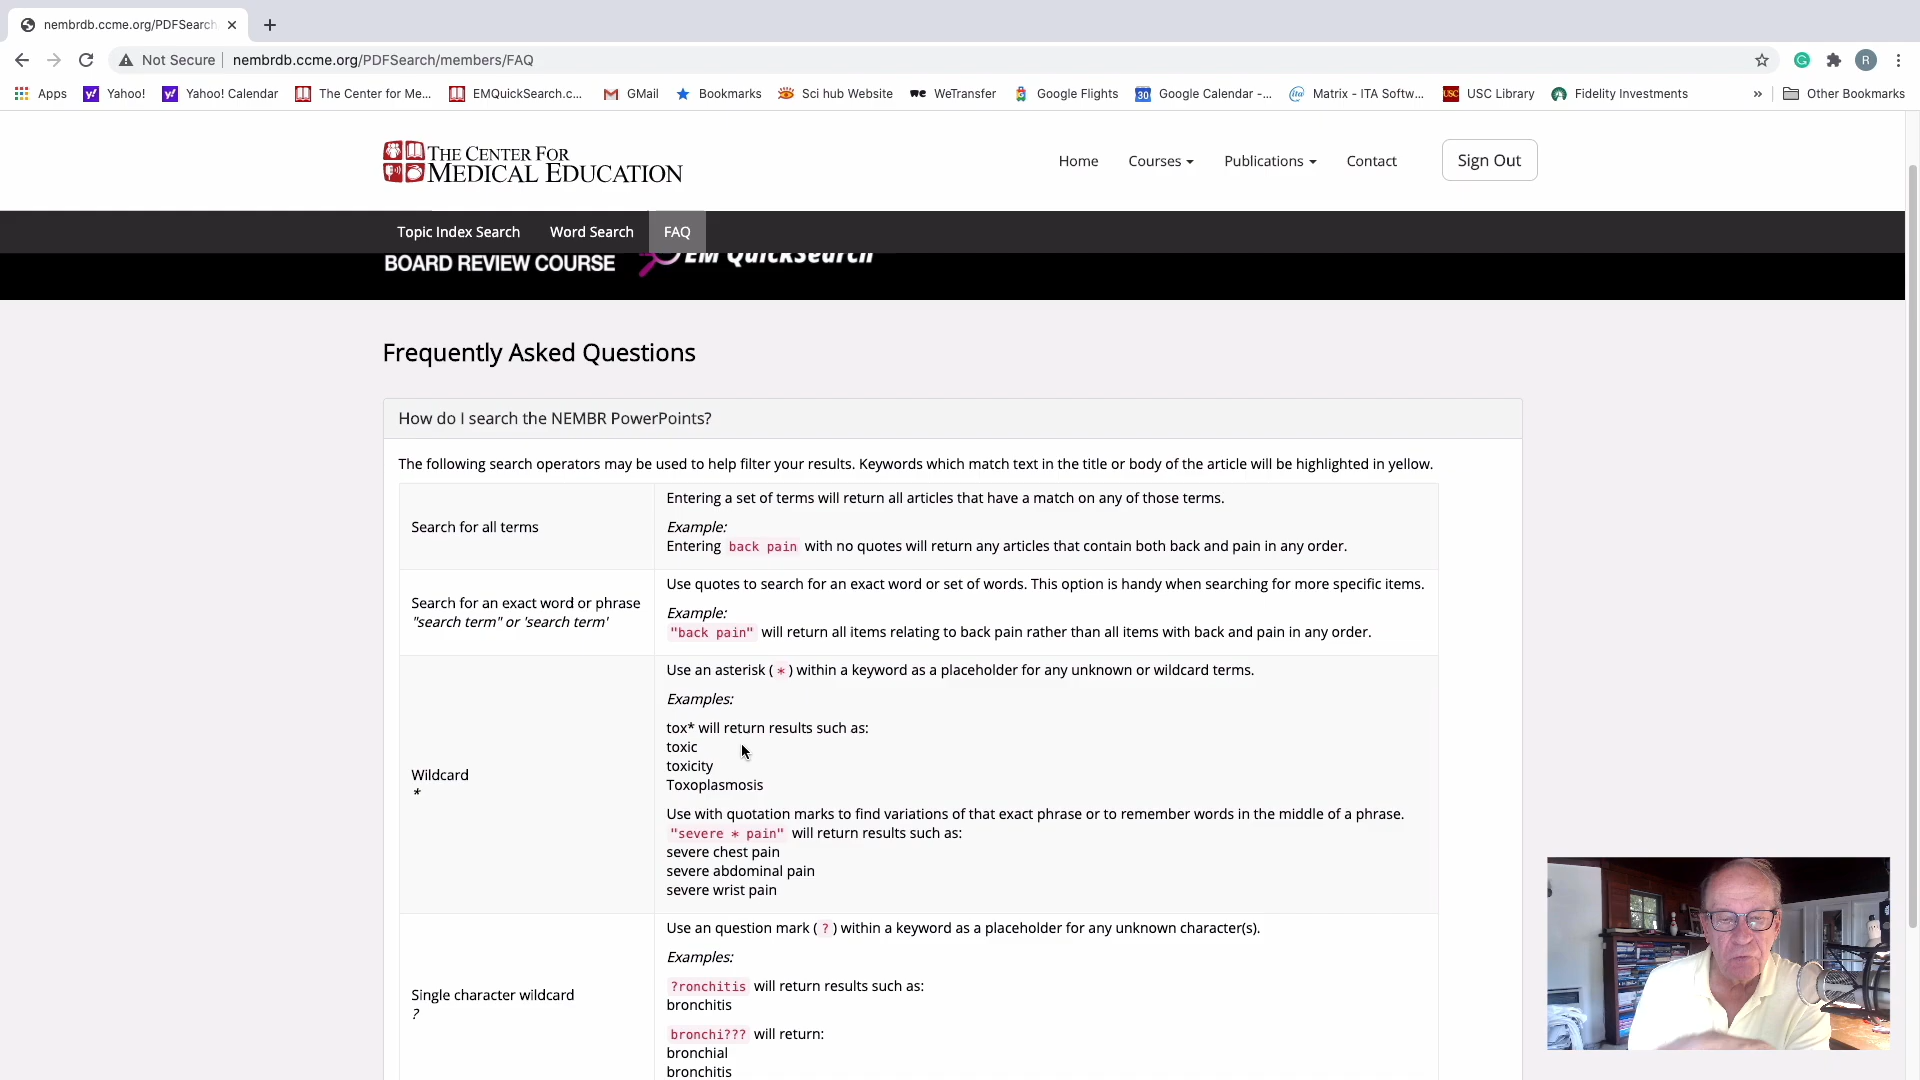 nembrdb.ccme.org/PDFSearch
Not Secure
nembrdb.ccme.org/PDFSearch/members/FAQ
R
Apps
Yahoo!
Yahoo! Calendar
The Center for Me...
EMQuickSearch.c...
GMail
Bookmarks
Sci hub Website
WeTransfer
Google Flights
30
Google Calendar -...
ita
Matrix - ITA Softw...
USC
USC Library
Fidelity Investments
»
Other Bookmarks
THE CENTER FOR
MEDICAL EDUCATION
Home
Courses
Publications
Contact
Sign Out
Topic Index Search
Word Search
FAQ
BOARD REVIEW COURSE
EM QuickSearch
Frequently Asked Questions
How do I search the NEMBR PowerPoints?
The following search operators may be used to help filter your results. Keywords which match text in the title or body of the article will be highlighted in yellow.
Search for all terms
Entering a set of terms will return all articles that have a match on any of those terms.
Example:
Entering back pain with no quotes will return any articles that contain both back and pain in any order.
Search for an exact word or phrase
"search term" or 'search term'
Use quotes to search for an exact word or set of words. This option is handy when searching for more specific items.
Example:
"back pain" will return all items relating to back pain rather than all items with back and pain in any order.
Wildcard
*
Use an asterisk ( * ) within a keyword as a placeholder for any unknown or wildcard terms.
Examples:
tox* will return results such as:
toxic
toxicity
Toxoplasmosis
Use with quotation marks to find variations of that exact phrase or to remember words in the middle of a phrase.
"severe * pain" will return results such as:
severe chest pain
severe abdominal pain
severe wrist pain
Single character wildcard
?
Use an question mark ( ? ) within a keyword as a placeholder for any unknown character(s).
Examples:
?ronchitis will return results such as:
bronchitis
bronchi??? will return:
bronchial
bronchitis